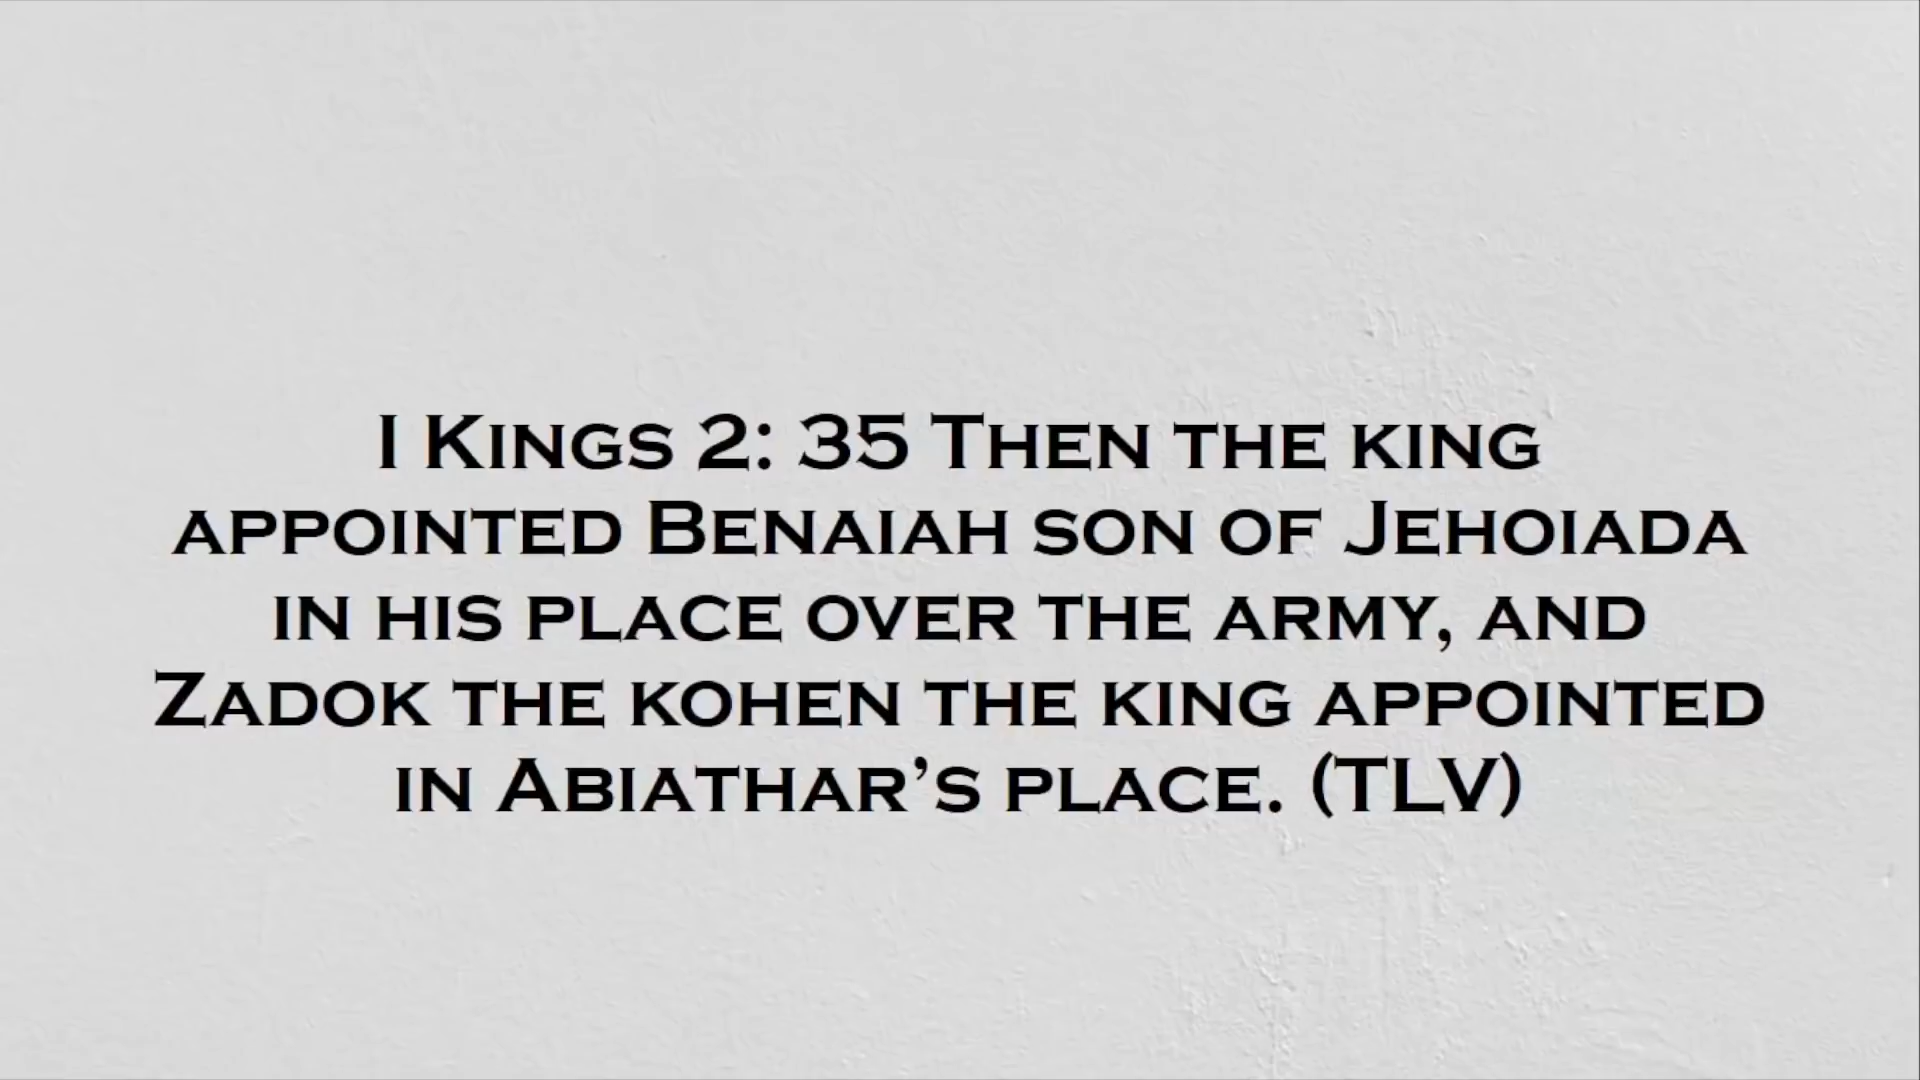 I Kings 2: 35 Then the king
appointed Benaiah son of Jehoiada
in his place over the army, and
Zadok the kohen the king appointed
in Abiathar’s place. (TLV)